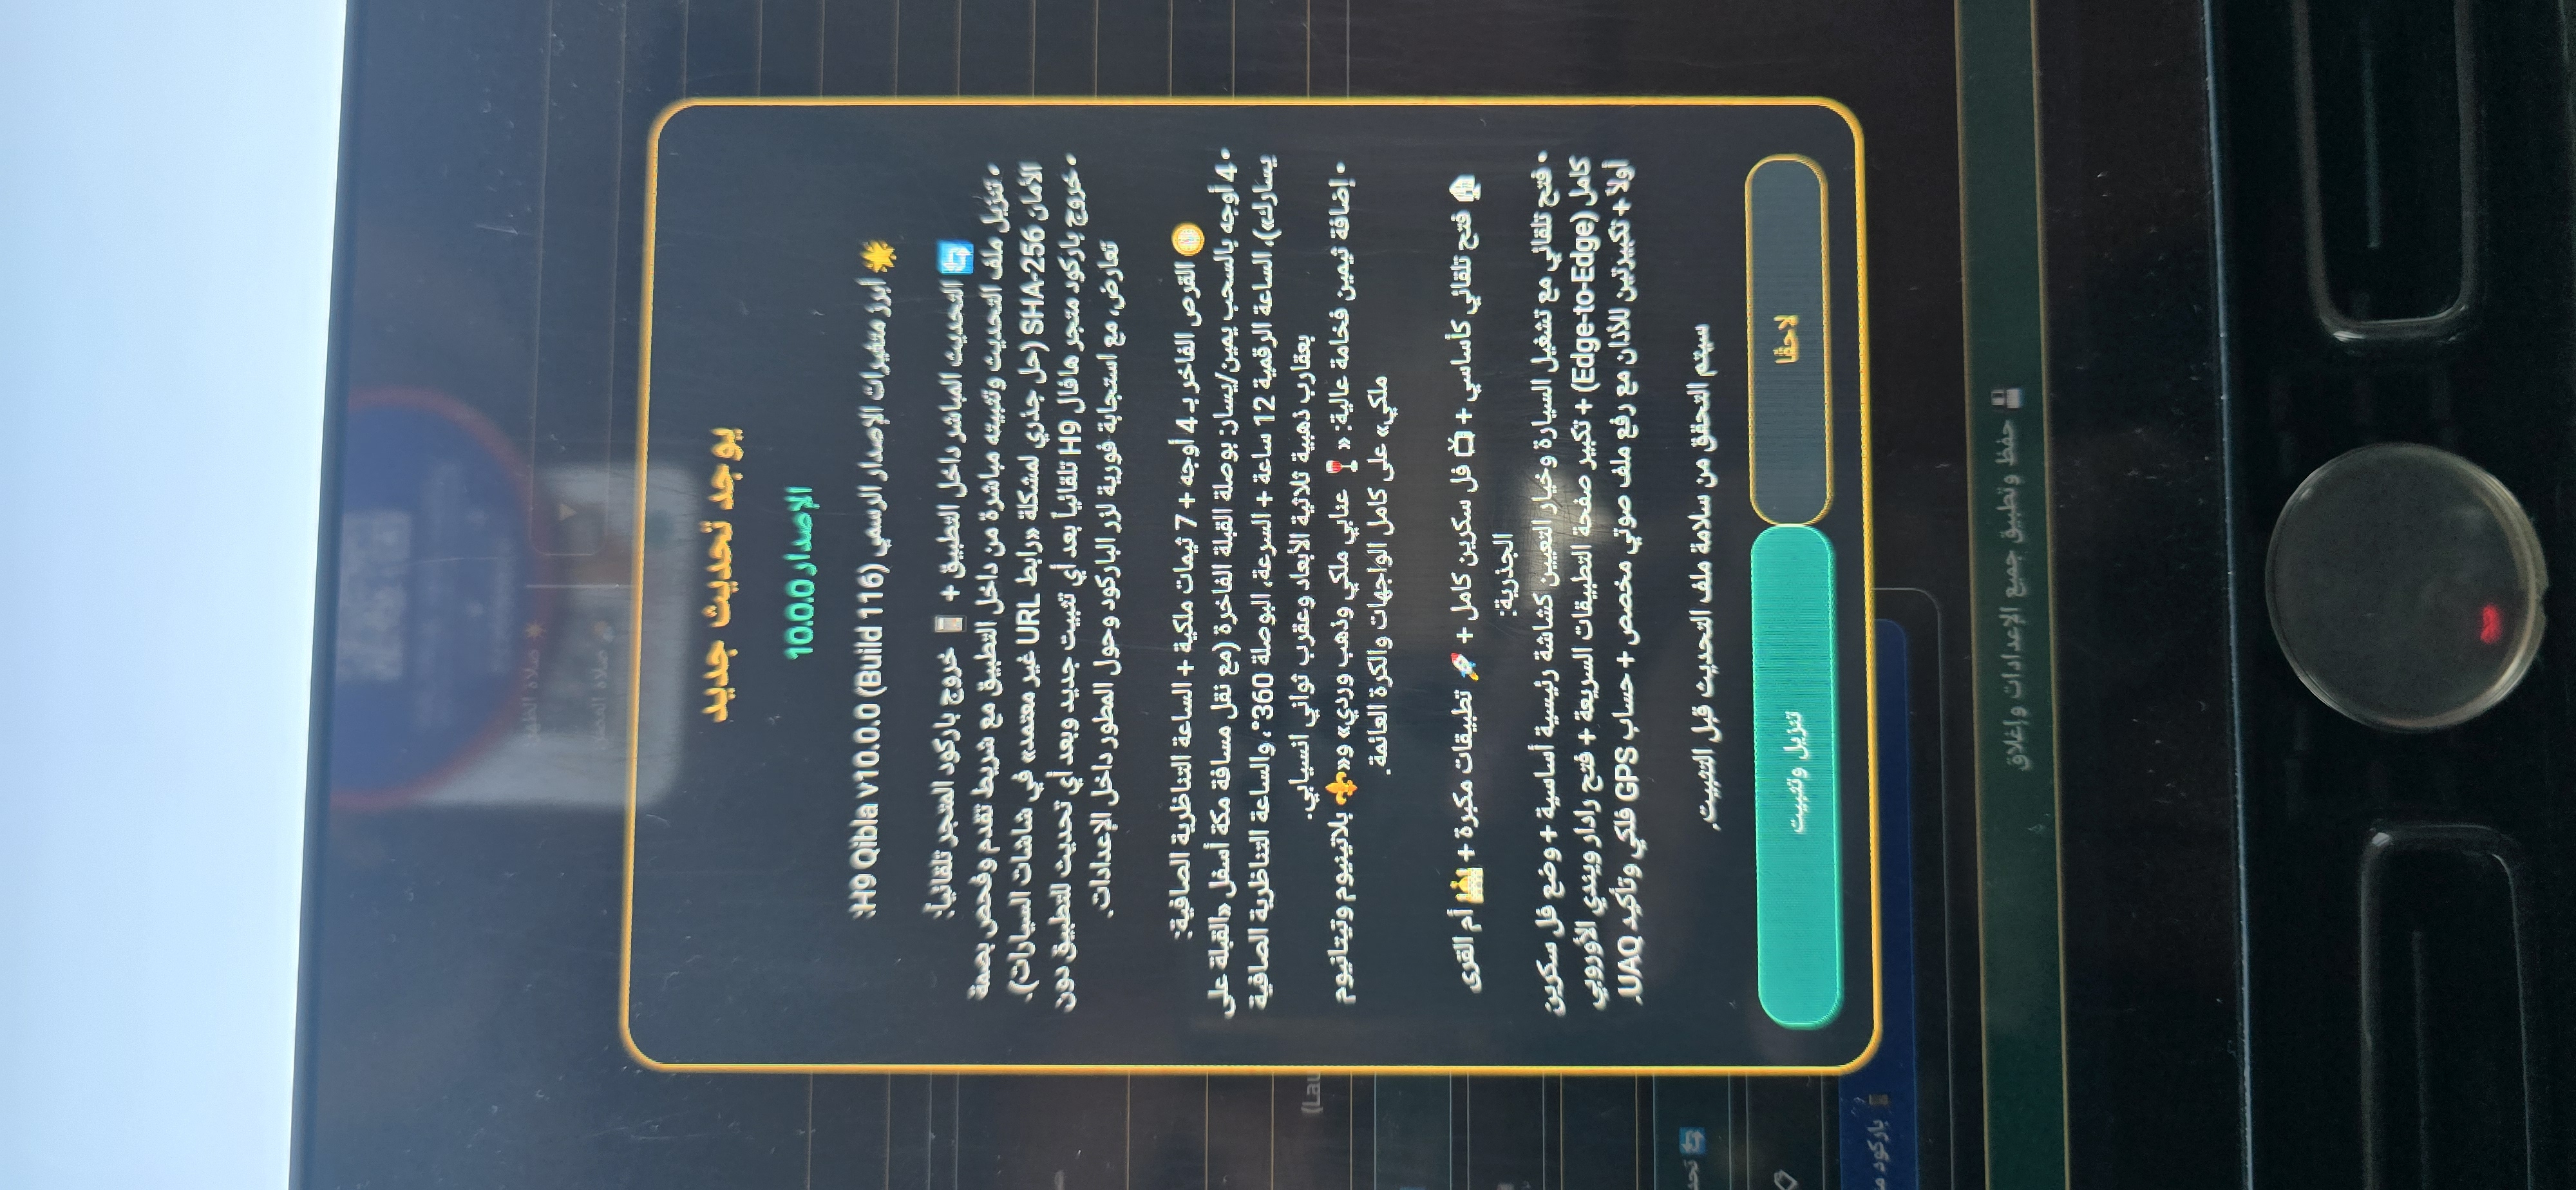 صلاة الظهر:
صلاة العصر:
يوجد تحديث جديد
الإصدار 10.0.0
🌟 أبرز متغيرات الإصدار الرسمي H9 Qibla v10.0.0 (Build 116):
🔄 التحديث المباشر داخل التطبيق + 📱 خروج باركود المتجر تلقائياً:
• تنزيل ملف التحديث وتثبيته مباشرة من داخل التطبيق مع شريط تقدم وفحص بصمة
الأمان SHA-256 (حل جذري لمشكلة «رابط URL غير معتمد» في شاشات السيارات).
• خروج باركود متجر هافال H9 تلقائياً بعد أي تثبيت جديد وبعد أي تحديث للتطبيق دون
تعارض، مع استجابة فورية لزر الباركود وحول المطور داخل الإعدادات.
🧭 القرص الفاخر بـ 4 أوجه + 7 ثيمات ملكية + الساعة التناظرية الصافية:
• 4 أوجه بالسحب يمين/يسار: بوصلة القبلة الفاخرة (مع نقل مسافة مكة أسفل «القبلة على
يسارك»)، الساعة الرقمية 12 ساعة + السرعة، البوصلة 360°، والساعة التناظرية الصافية
بعقارب ذهبية ثلاثية الأبعاد وعقرب ثواني انسيابي.
• إضافة ثيمين فخامة عالية: «🍷 عنابي ملكي وذهب وردي» و«⚜️ بلاتينيوم وتيتانيوم
ملكي» على كامل الواجهات والكرة العائمة.
🏠 فتح تلقائي كأساسي + 📺 فل سكرين كامل + 🚀 تطبيقات مكبرة + 🕌 أم القرى
الجذرية:
• فتح تلقائي مع تشغيل السيارة وخيار التعيين كشاشة رئيسية أساسية + وضع فل سكرين
كامل (Edge-to-Edge) + تكبير صفحة التطبيقات السريعة + فتح رادار ويندي الأوروبي
أولاً + تكبيرتين للأذان مع رفع ملف صوتي مخصص + حساب GPS فلكي وتأكيد UAQ.
سيتم التحقق من سلامة ملف التحديث قبل التثبيت.
لاحقًا
تنزيل وتثبيت
(Lau
🔄 تحد
📱 باركود مت
💾 حفظ وتطبيق جميع الإعدادات وإغلاق